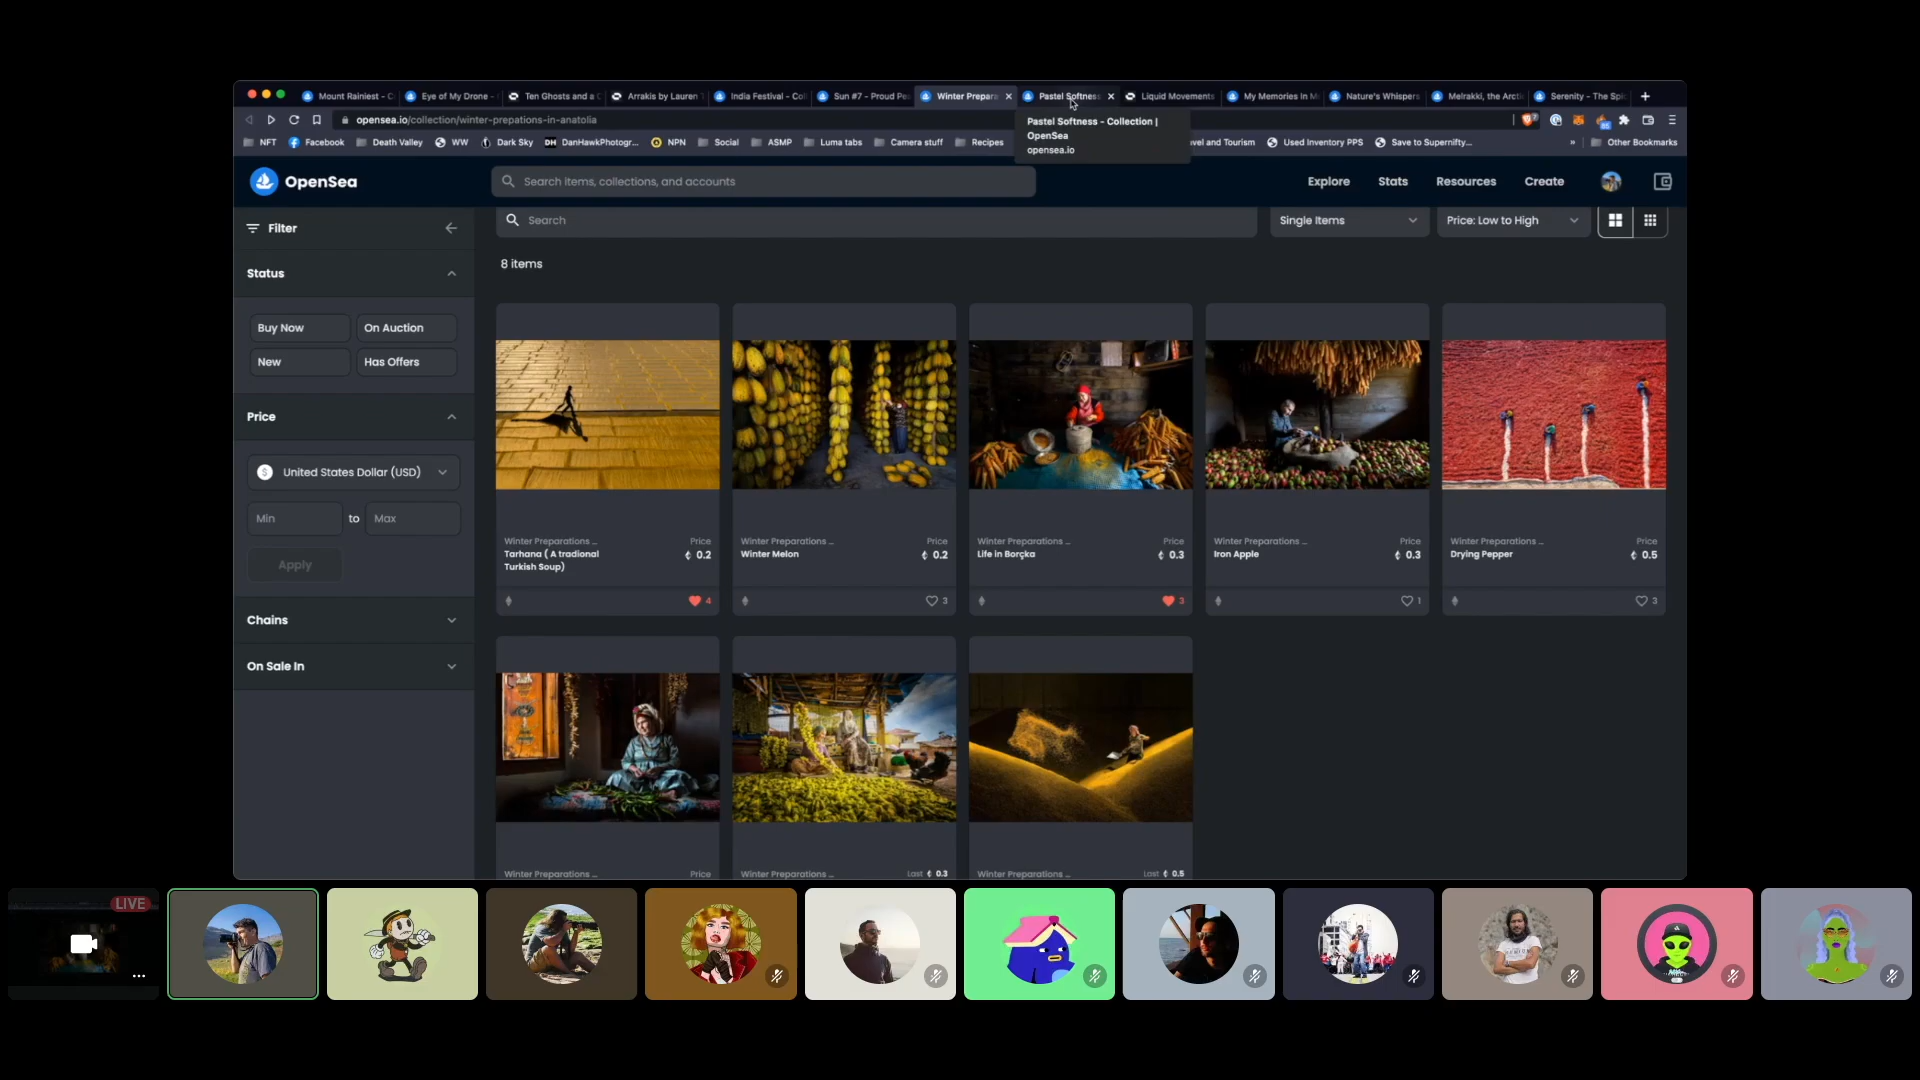 Mount Rainiest - C
Eye of My Drone -
Ten Ghosts and a
Arrakis by Lauren
India Festival - Col
Sun #7 - Proud Pe
Winter Prepara
Pastel Softness
Liquid Movements
My Memories In M
Nature's Whispers
Melrakki, the Arcti
Serenity - The Spi
opensea.io/collection/winter-prepations-in-anatolia
Pastel Softness - Collection |
OpenSea
opensea.io
NFT
Facebook
Death Valley
WW
Dark Sky
DH DanHawkPhotogr...
NPN
Social
ASMP
Luma tabs
Camera stuff
Recipes
vel and Tourism
Used Inventory PPS
Save to Supernifty...
»
Other Bookmarks
OpenSea
Search items, collections, and accounts
Explore
Stats
Resources
Create
Filter
Search
Single Items
Price: Low to High
8 items
Status
Buy Now
On Auction
New
Has Offers
Price
United States Dollar (USD)
Min
to
Max
Apply
Chains
On Sale In
Winter Preparations ... Price
Tarhana ( A tradional 0.2
Turkish Soup)
4
Winter Preparations ... Price
Winter Melon 0.2
3
Winter Preparations ... Price
Life in Borçka 0.3
3
Winter Preparations ... Price
Iron Apple 0.3
1
Winter Preparations ... Price
Drying Pepper 0.5
3
Winter Preparations ... Price
Winter Preparations ... Last 0.3
Winter Preparations ... Last 0.5
LIVE
...